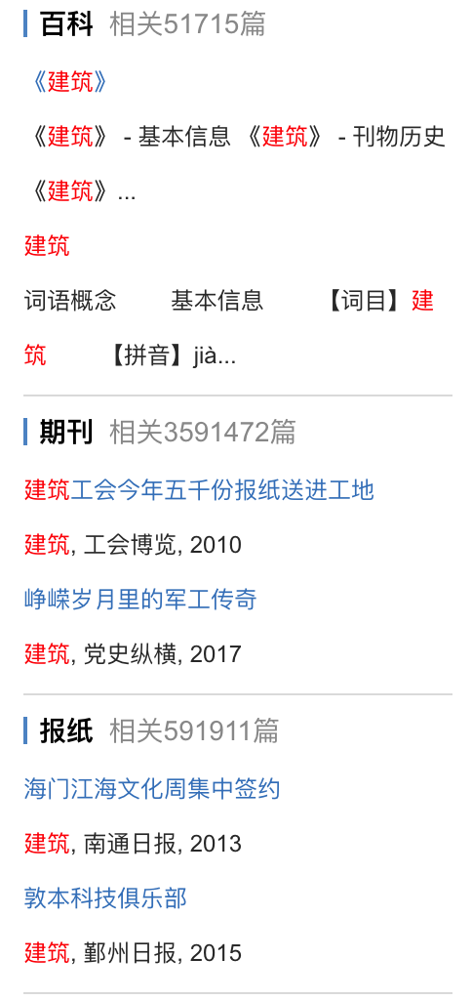 百科 相关51715篇
《建筑》
《建筑》 - 基本信息 《建筑》 - 刊物历史
《建筑》...
建筑
词语概念 基本信息 【词目】建
筑 【拼音】jià...
期刊 相关3591472篇
建筑工会今年五千份报纸送进工地
建筑, 工会博览, 2010
峥嵘岁月里的军工传奇
建筑, 党史纵横, 2017
报纸 相关591911篇
海门江海文化周集中签约
建筑, 南通日报, 2013
敦本科技俱乐部
建筑, 鄞州日报, 2015